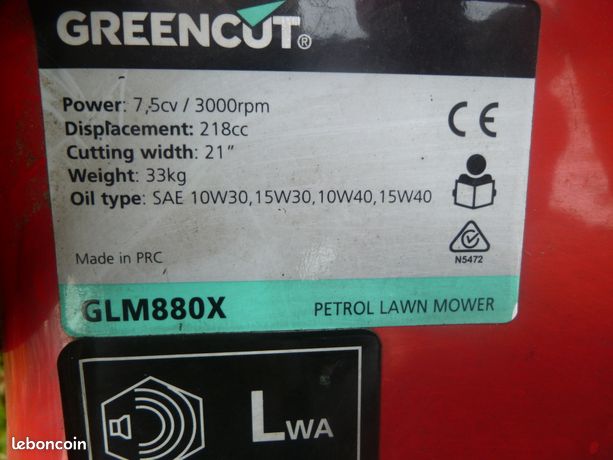 GREENCUT®
Power: 7,5cv / 3000rpm
Displacement: 218cc
Cutting width: 21"
Weight: 33kg
Oil type: SAE 10W30,15W30,10W40,15W40
CE
N5472
Made in PRC
GLM880X PETROL LAWN MOWER
LWA
leboncoin